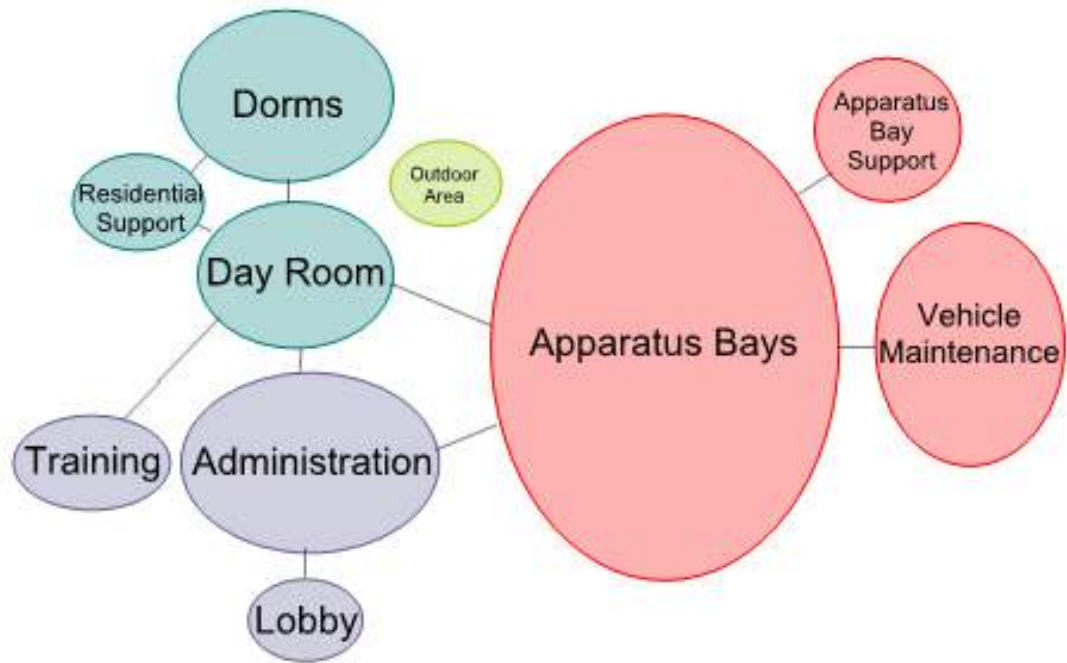 Dorms
Apparatus
Bay
Support
Outdoor
Area
Residential
Support
Day Room
Vehicle
Maintenance
Apparatus Bays
Training
Administration
Lobby